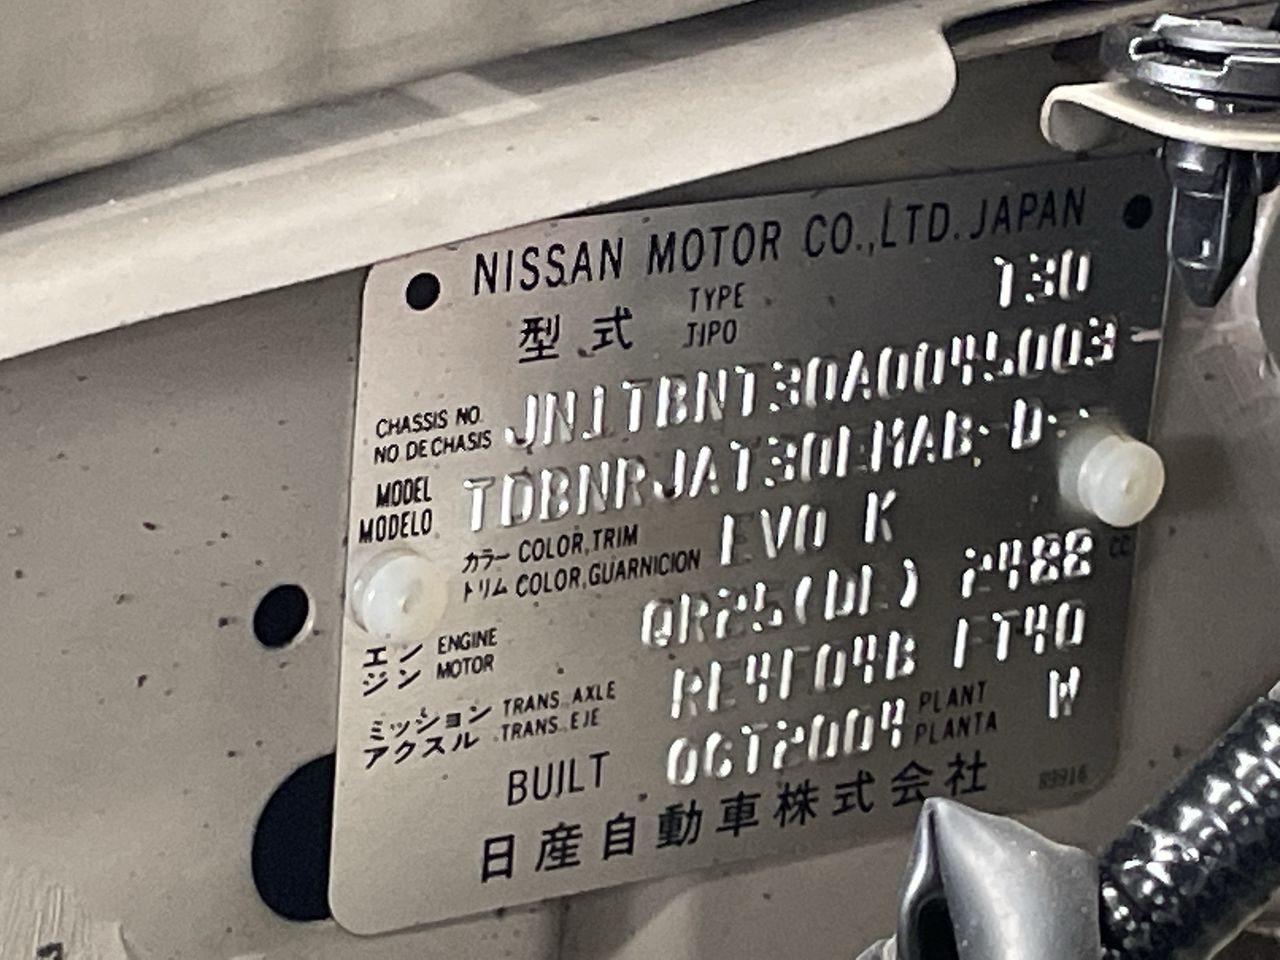 NISSAN MOTOR CO.,LTD. JAPAN
型式 TYPE TIPO T30
CHASSIS NO. NO DE CHASIS JN1TBNT30A0045003
MODEL MODELO TDBNRJAT30EMAB-D--
カラー COLOR,TRIM トリム COLOR,GUARNICION EV0 K
エンジン ENGINE MOTOR QR25(DE) 2488 CC
ミッション TRANS. AXLE アクスル TRANS. EJE RE4F04B FT40
BUILT OCT2004 PLANT PLANTA W
日産自動車株式会社